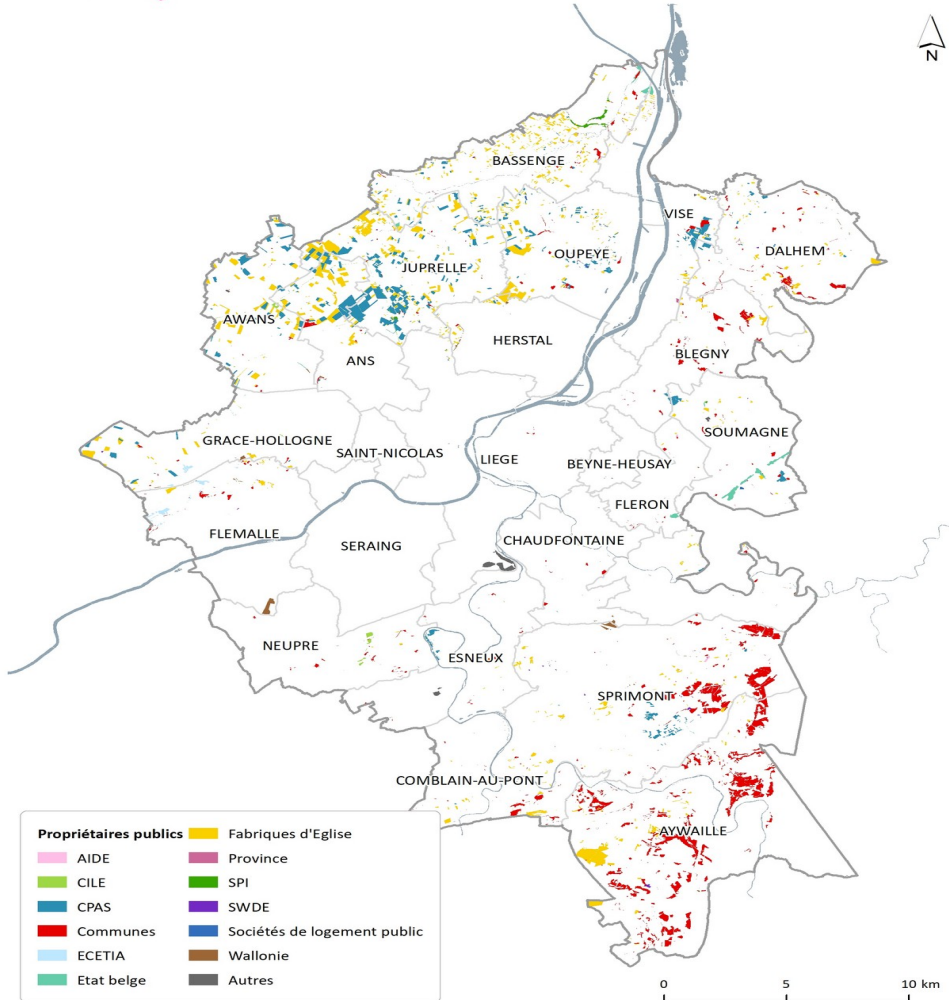 N
BASSENGE
VISE
DALHEM
OUPEYE
JUPRELLE
AWANS
HERSTAL
ANS
BLEGNY
SOUMAGNE
GRACE-HOLLOGNE
SAINT-NICOLAS
LIEGE
BEYNE-HEUSAY
FLERON
FLEMALLE
CHAUDFONTAINE
SERAING
NEUPRE
ESNEUX
SPRIMONT
COMBLAIN-AU-PONT
AYWAILLE
Propriétaires publics
AIDE
CILE
CPAS
Communes
ECETIA
Etat belge
Fabriques d'Eglise
Province
SPI
SWDE
Sociétés de logement public
Wallonie
Autres
0 5 10 km